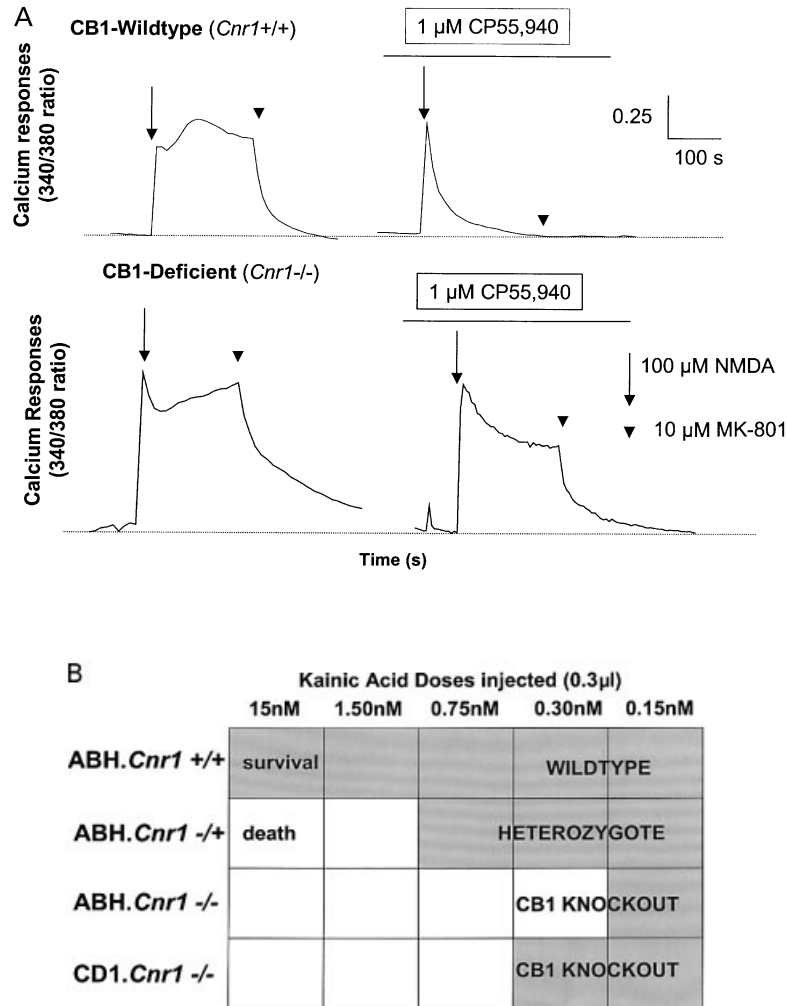 A
CB1-Wildtype (Cnr1+/+)
1 µM CP55,940
Calcium responses
(340/380 ratio)
0.25
100 s
CB1-Deficient (Cnr1-/-)
1 µM CP55,940
Calcium Responses
(340/380 ratio)
100 µM NMDA
10 µM MK-801
Time (s)
B
Kainic Acid Doses injected (0.3µl)
15nM 1.50nM 0.75nM 0.30nM 0.15nM
ABH.Cnr1 +/+ survival WILDTYPE
ABH.Cnr1 -/+ death HETEROZYGOTE
ABH.Cnr1 -/- CB1 KNOCKOUT
CD1.Cnr1 -/- CB1 KNOCKOUT